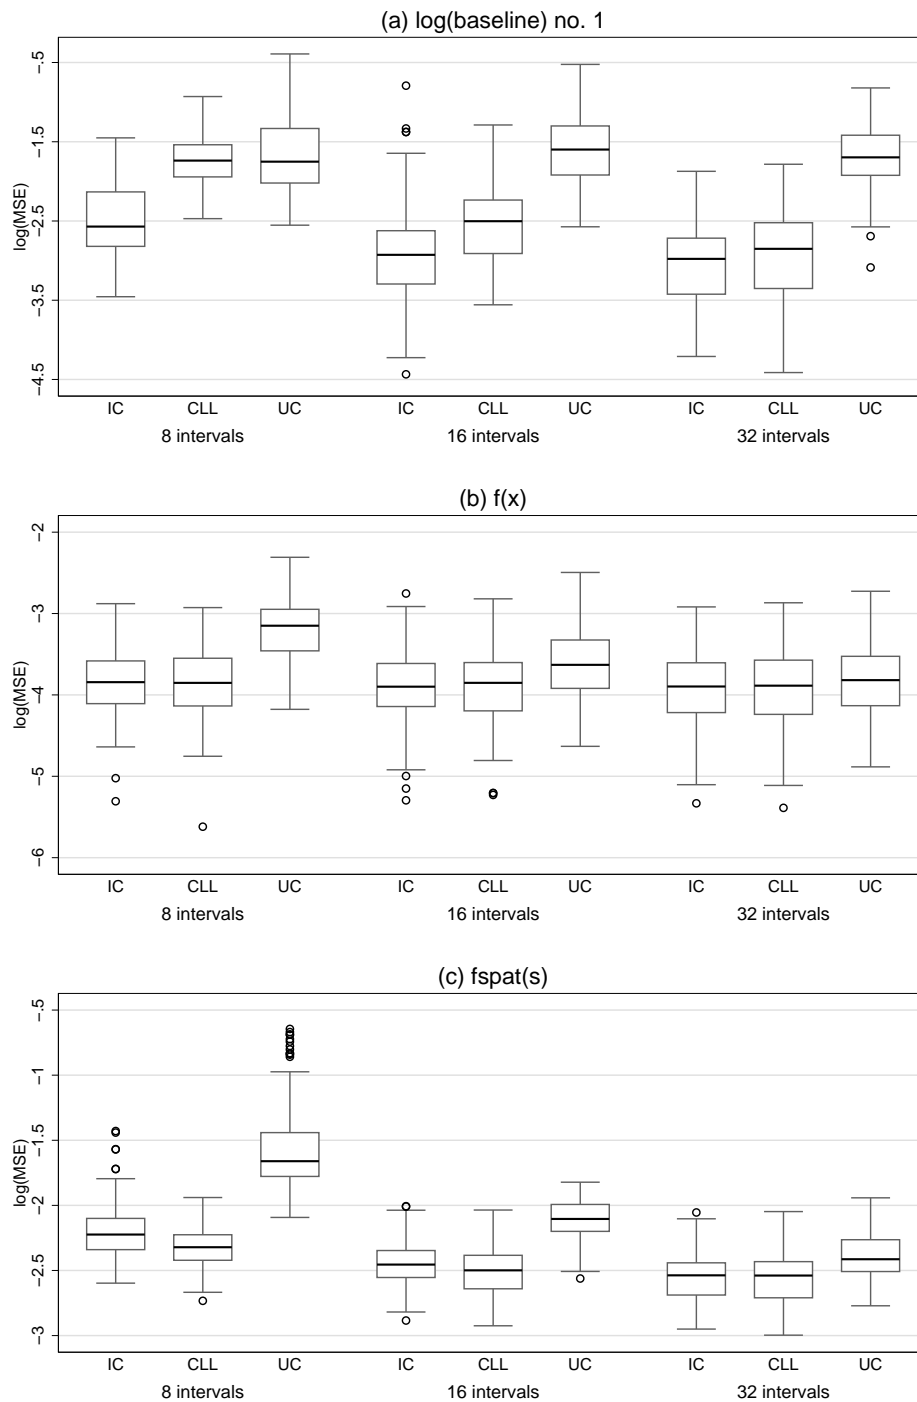 (a) log(baseline) no. 1
−.5
−1.5
−2.5
−3.5
−4.5
log(MSE)
IC CLL UC IC CLL UC IC CLL UC
8 intervals 16 intervals 32 intervals
(b) f(x)
−2
−3
−4
−5
−6
log(MSE)
IC CLL UC IC CLL UC IC CLL UC
8 intervals 16 intervals 32 intervals
(c) fspat(s)
−.5
−1
−1.5
−2
−2.5
−3
log(MSE)
IC CLL UC IC CLL UC IC CLL UC
8 intervals 16 intervals 32 intervals